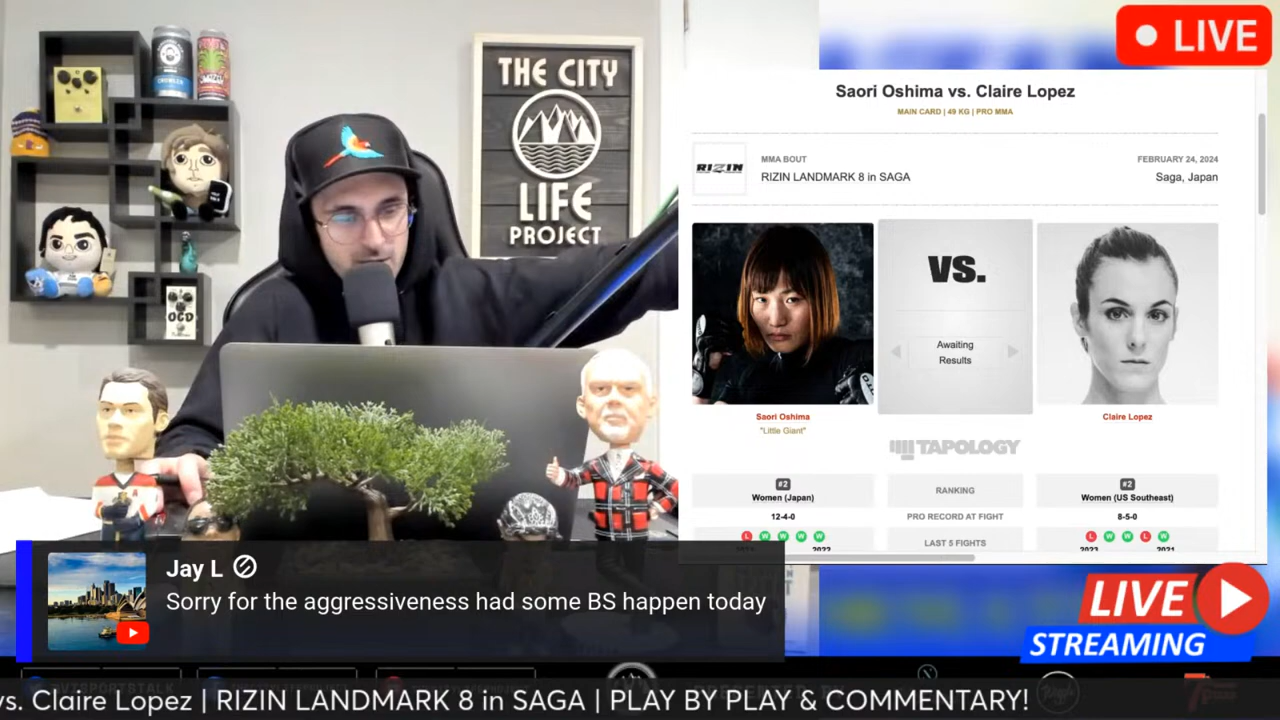 LIVE
THE CITY
LIFE
PROJECT
OCD
Saori Oshima vs. Claire Lopez
MAIN CARD | 49 KG | PRO MMA
RIZIN
MMA BOUT
FEBRUARY 24, 2024
RIZIN LANDMARK 8 in SAGA
Saga, Japan
VS.
Awaiting
Results
Saori Oshima
"Little Giant"
Claire Lopez
TAPOLOGY
#2
Women (Japan)
RANKING
#2
Women (US Southeast)
12-4-0
PRO RECORD AT FIGHT
8-5-0
L W W W W
LAST 5 FIGHTS
L W W L W
2022
2023
2021
Jay L
Sorry for the aggressiveness had some BS happen today
LIVE
STREAMING
vs. Claire Lopez | RIZIN LANDMARK 8 in SAGA | PLAY BY PLAY & COMMENTARY!